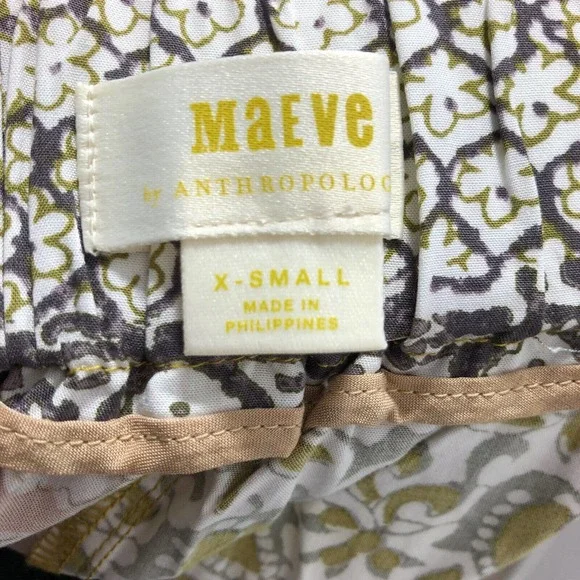 MaEVe
BY ANTHROPOLOG
X-SMALL
MADE IN
PHILIPPINES